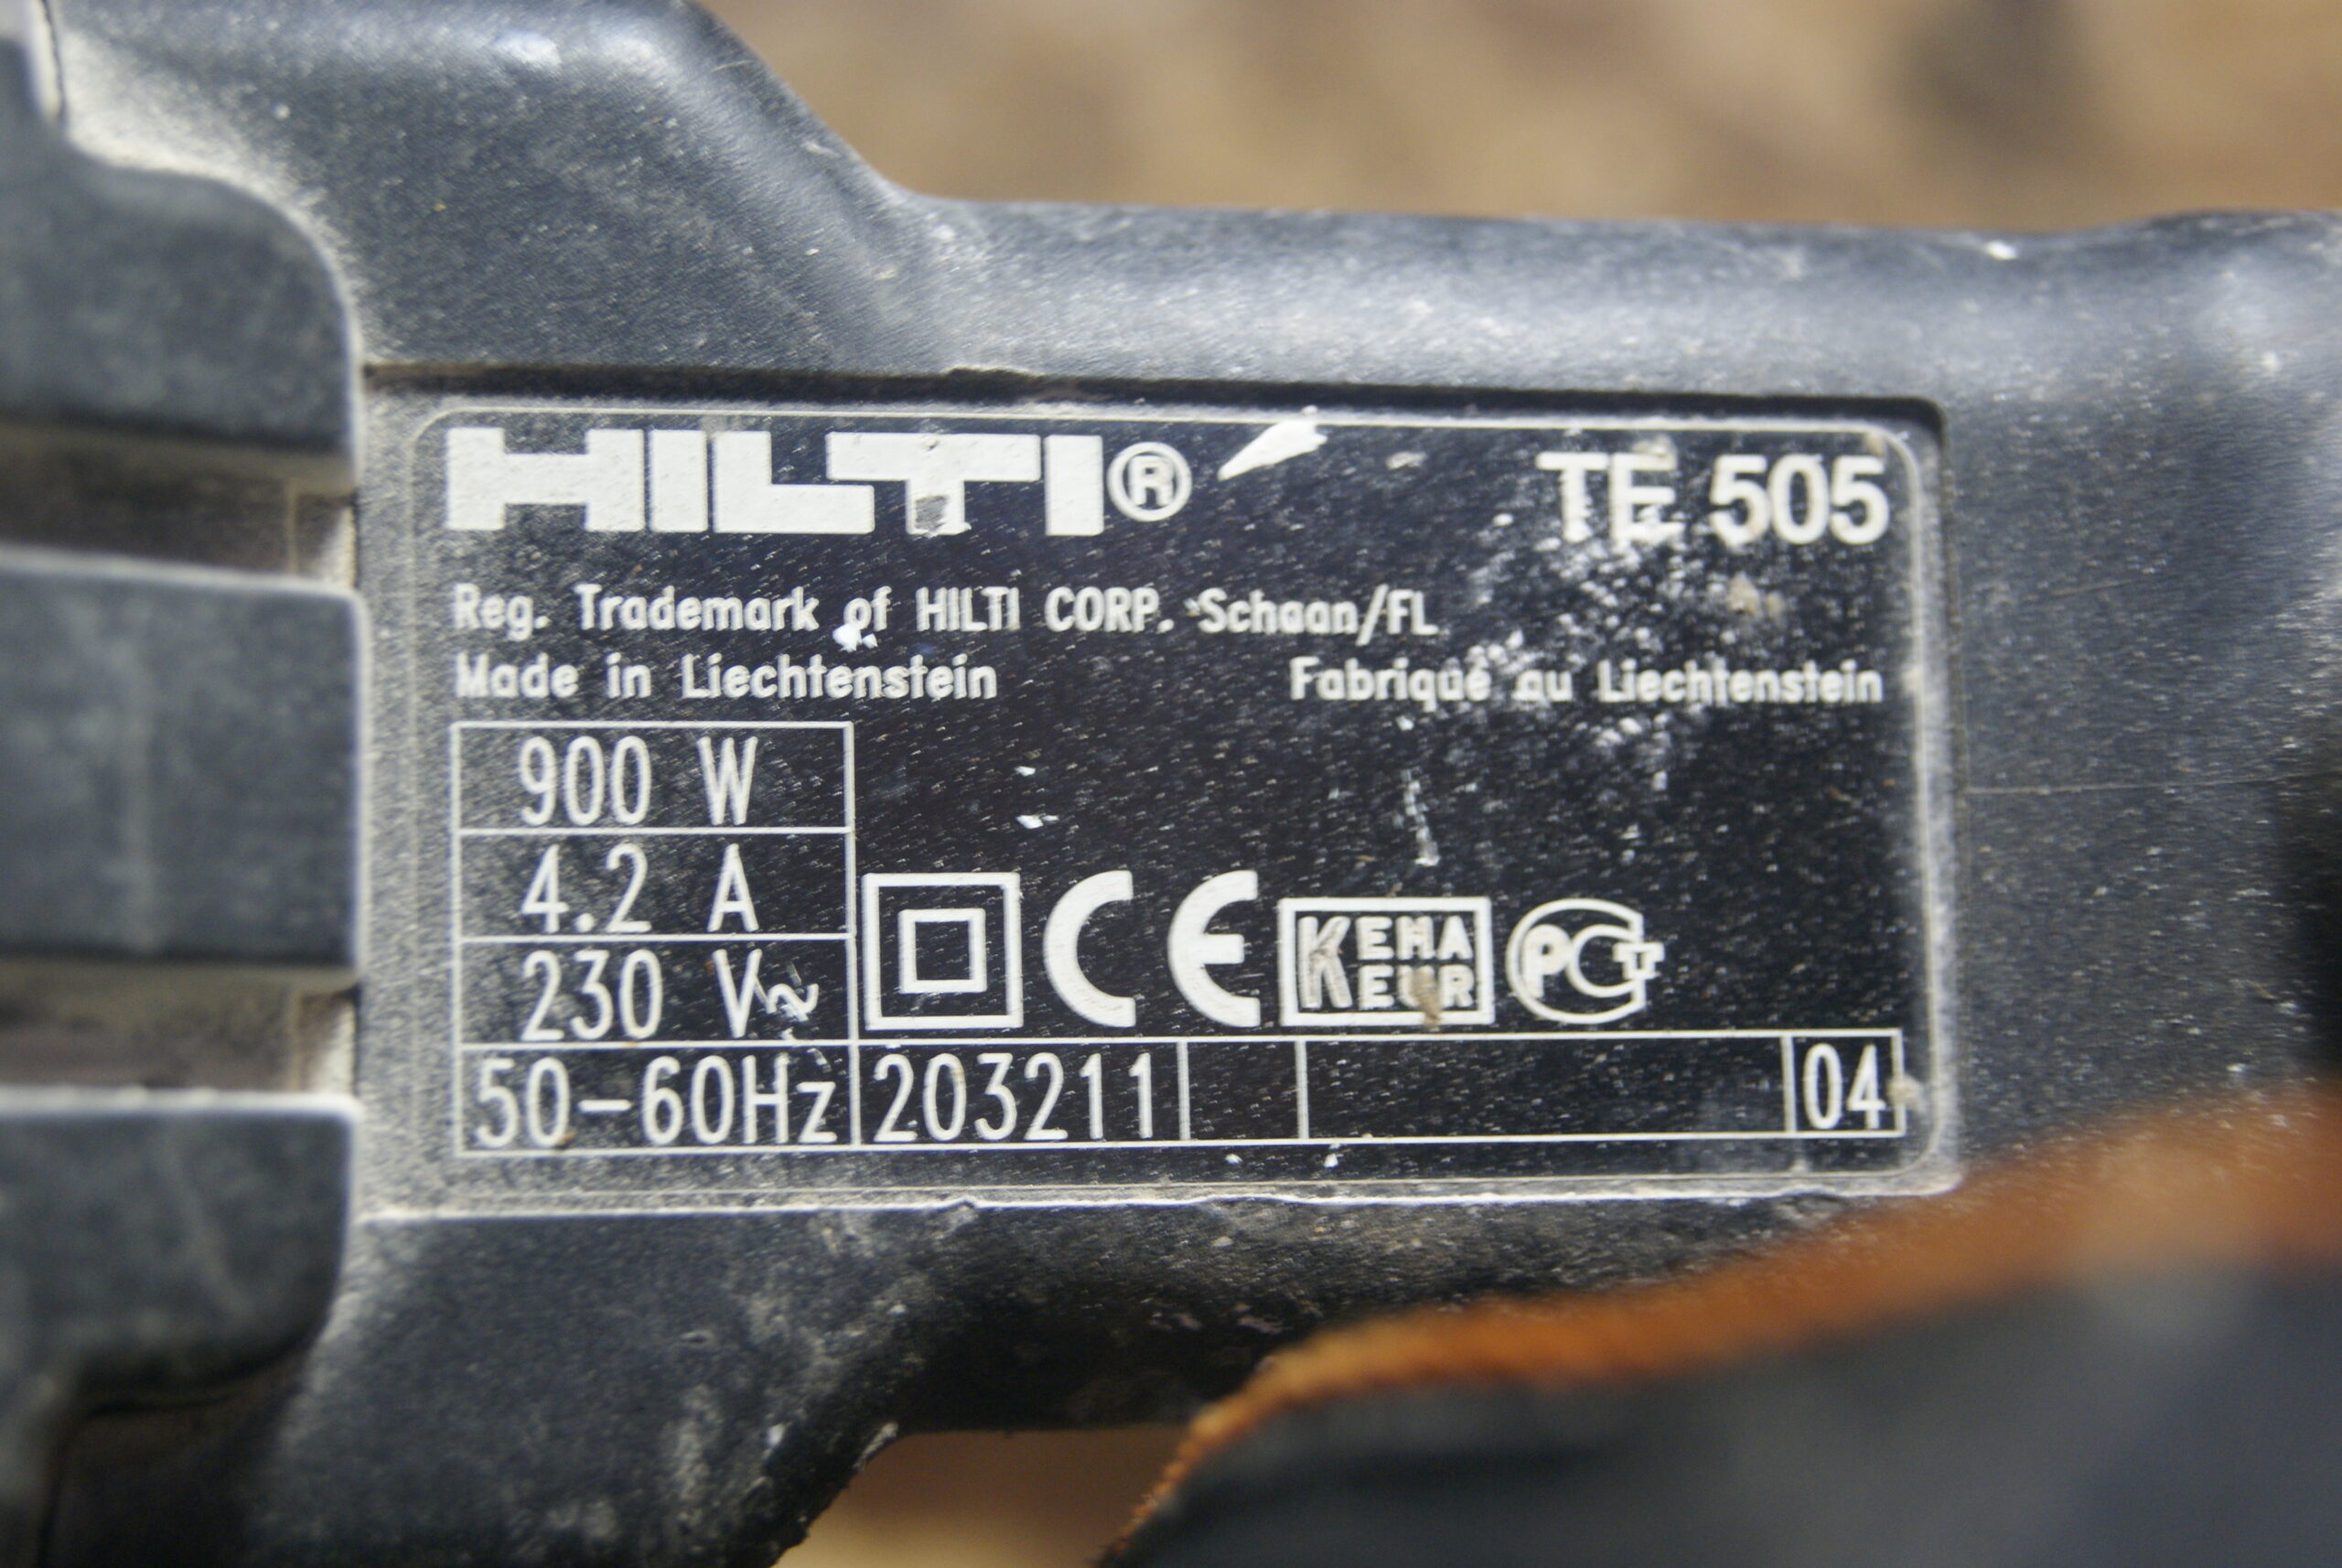 HILTI® TE 505
Reg. Trademark of HILTI CORP. Schaan/FL
Made in Liechtenstein Fabriqué au Liechtenstein
900 W
4.2 A
230 V~
CE KEMA KEUR PCT
50-60Hz 203211 04